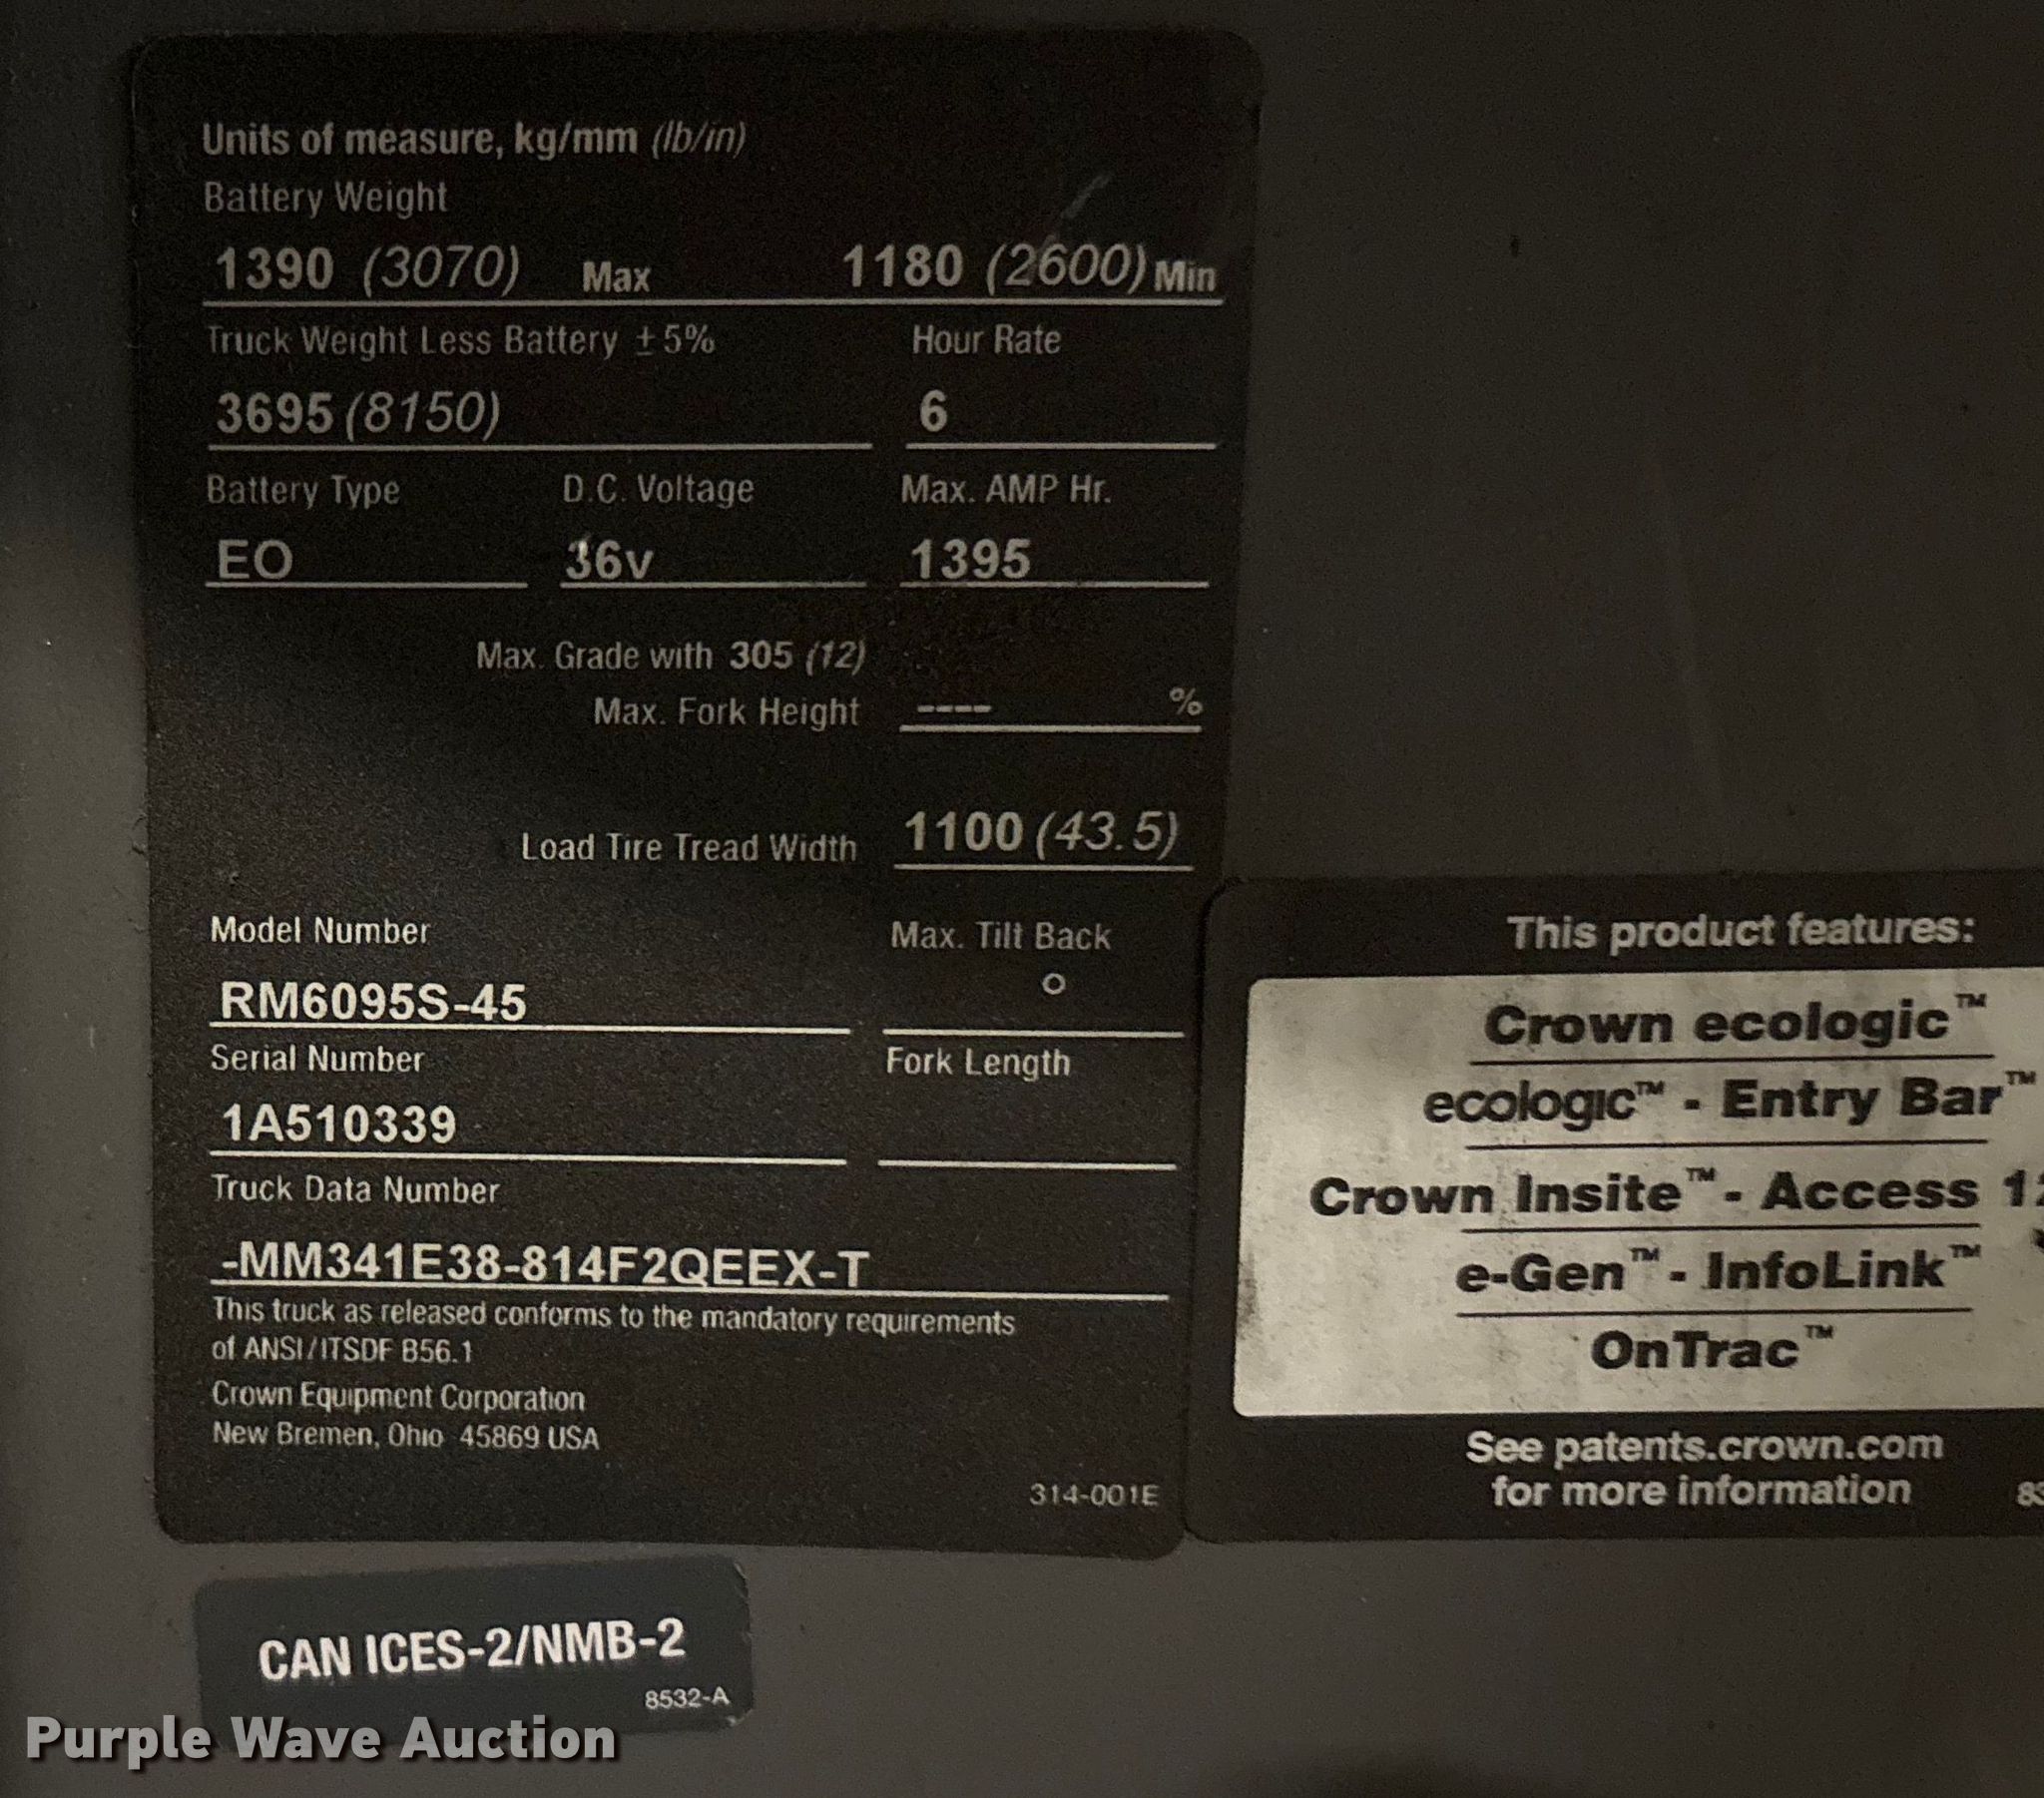 Units of measure, kg/mm (lb/in)
Battery Weight
1390 (3070) Max 1180 (2600) Min
Truck Weight Less Battery ±5% Hour Rate
3695 (8150) 6
Battery Type D.C. Voltage Max. AMP Hr.
EO 36v 1395
Max. Grade with 305 (12)
Max. Fork Height ---- %
Load Tire Tread Width 1100 (43.5)
Model Number Max. Tilt Back
RM6095S-45 °
Serial Number Fork Length
1A510339
Truck Data Number
-MM341E38-814F2QEEX-T
This truck as released conforms to the mandatory requirements
of ANSI/ITSDF B56.1
Crown Equipment Corporation
New Bremen, Ohio 45869 USA
314-001E
This product features:
Crown ecologic™
ecologic™ - Entry Bar™
Crown Insite™ - Access
e-Gen™ - InfoLink™
OnTrac™
See patents.crown.com
for more information
CAN ICES-2/NMB-2
8532-A
Purple Wave Auction